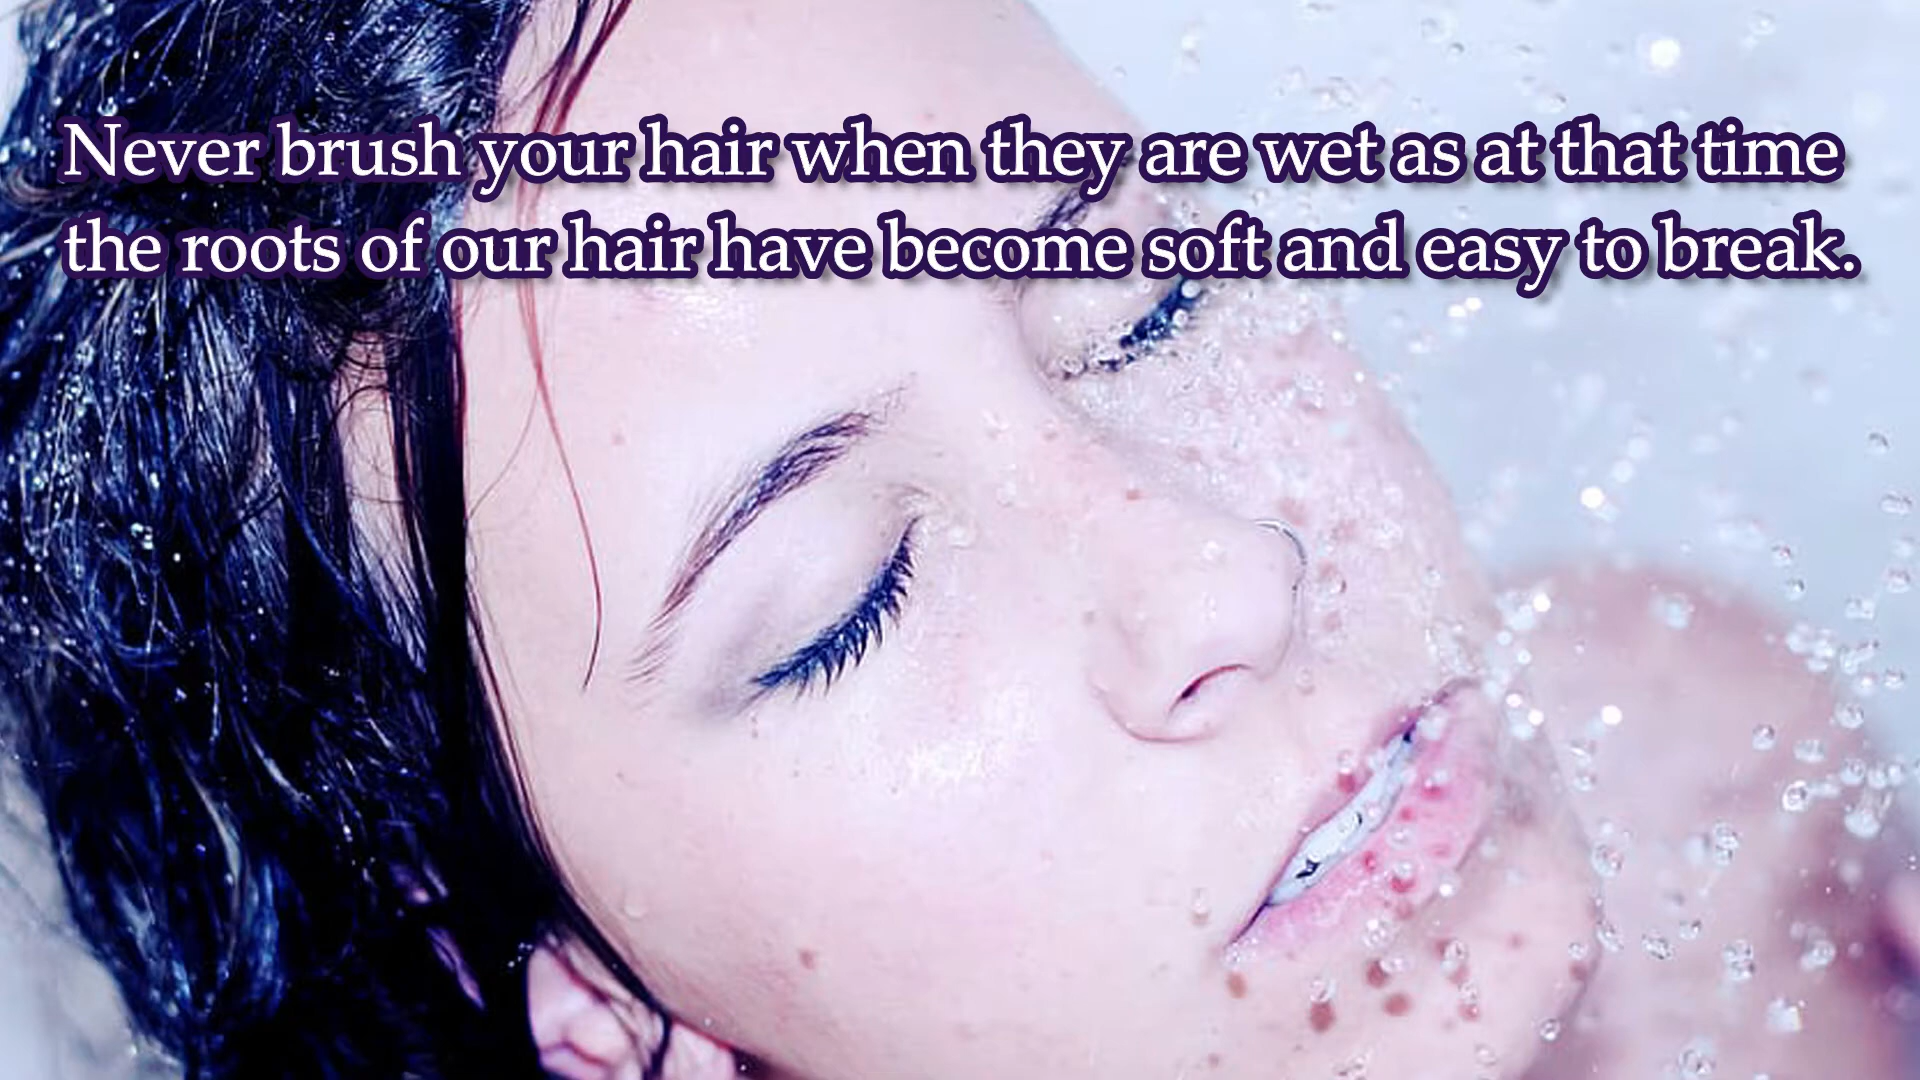 Never brush your hair when they are wet as at that time
the roots of our hair have become soft and easy to break.